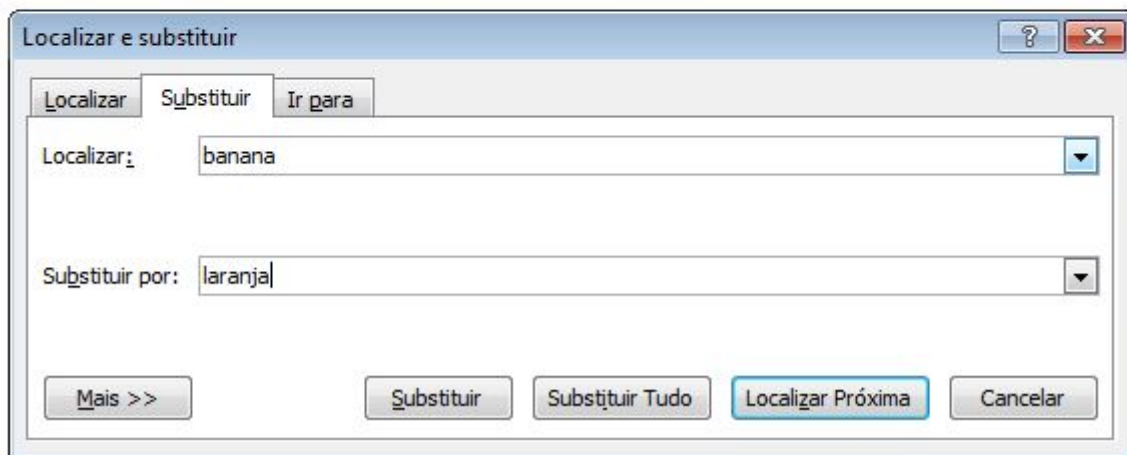 Localizar e substituir
Localizar Substituir Ir para
Localizar: banana
Substituir por: laranja
Mais >> Substituir Substituir Tudo Localizar Próxima Cancelar